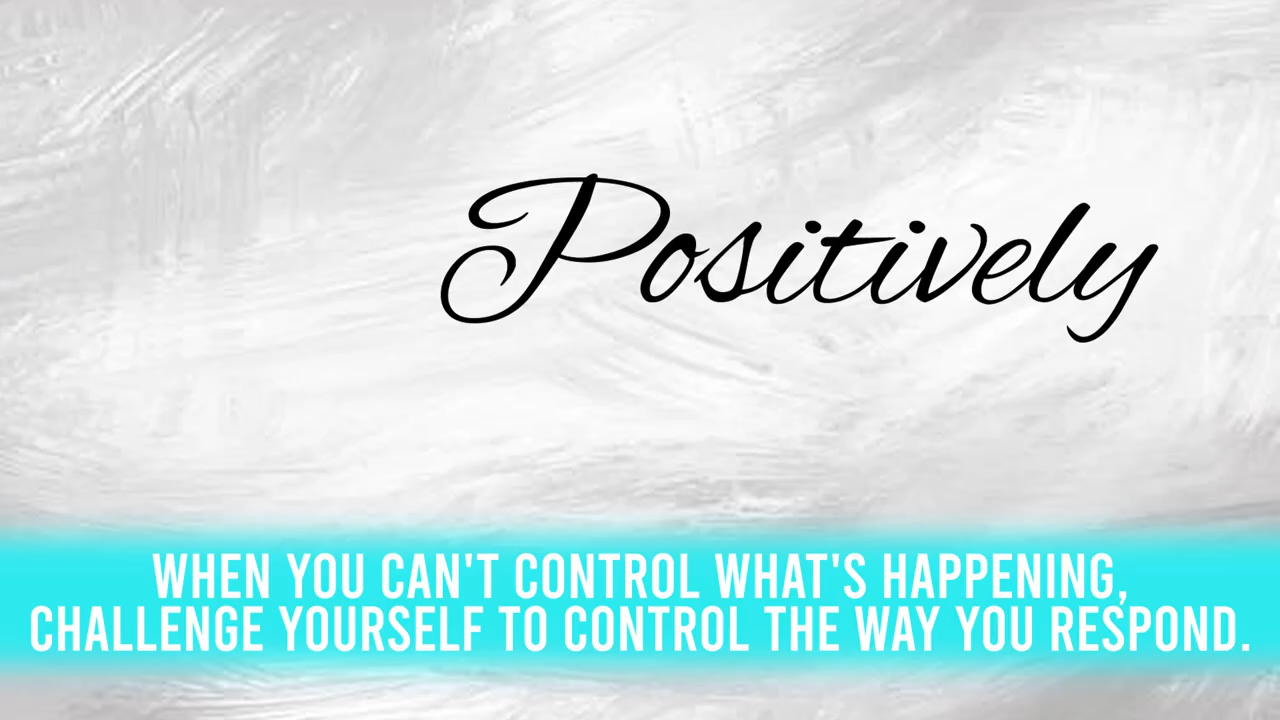 Positively
WHEN YOU CAN'T CONTROL WHAT'S HAPPENING,
CHALLENGE YOURSELF TO CONTROL THE WAY YOU RESPOND.